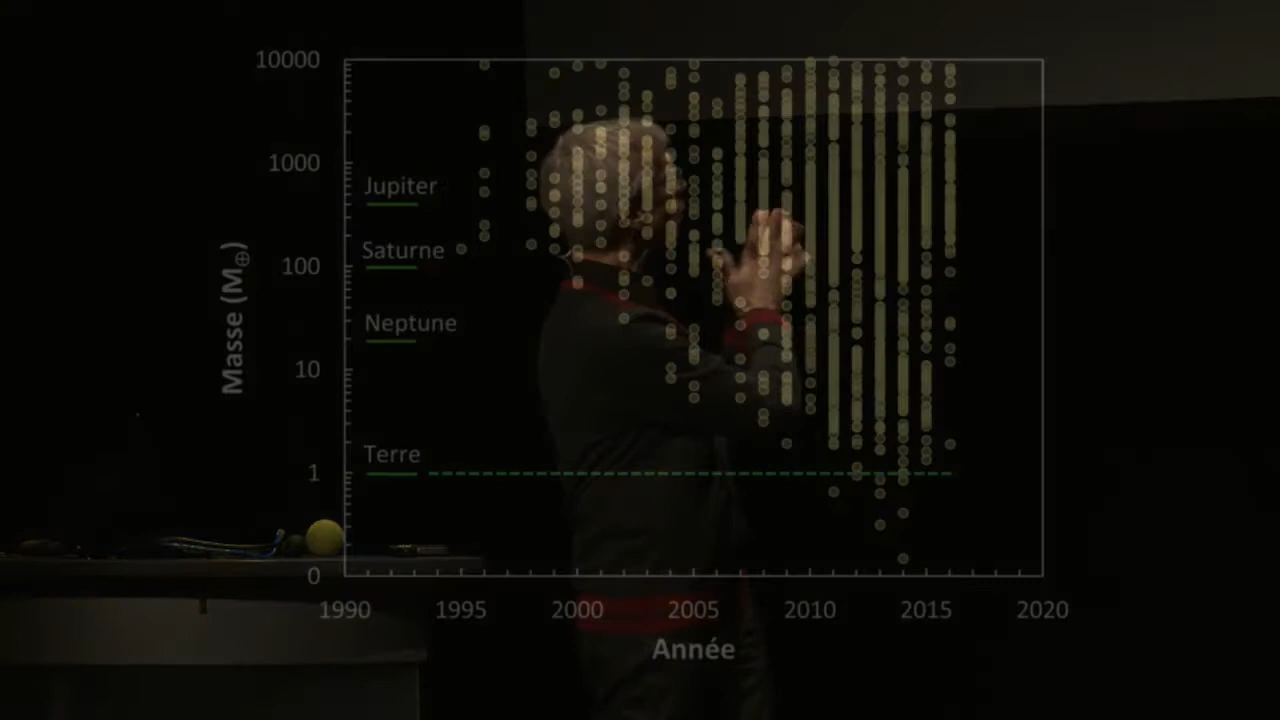 10000
1000
100
10
1
0
Masse (M⊕)
Jupiter
Saturne
Neptune
Terre
1990 1995 2000 2005 2010 2015 2020
Année